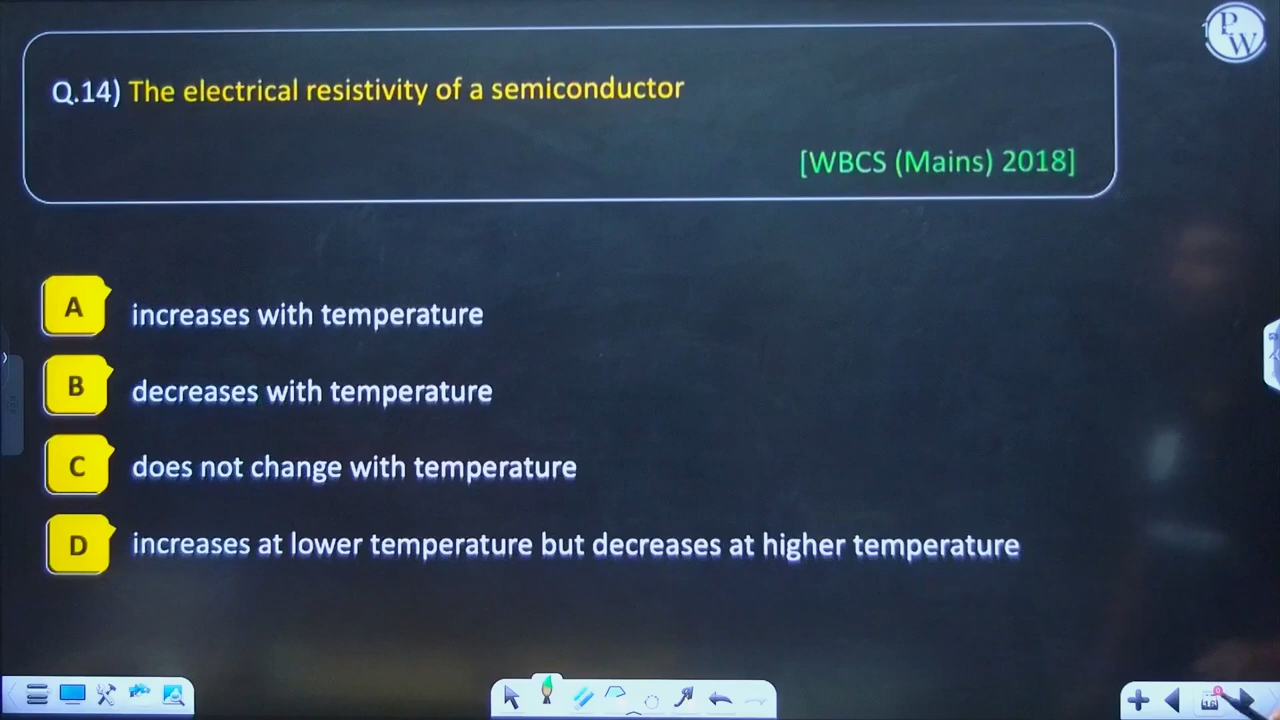 PW
Q.14) The electrical resistivity of a semiconductor
[WBCS (Mains) 2018]
A increases with temperature
B decreases with temperature
C does not change with temperature
D increases at lower temperature but decreases at higher temperature